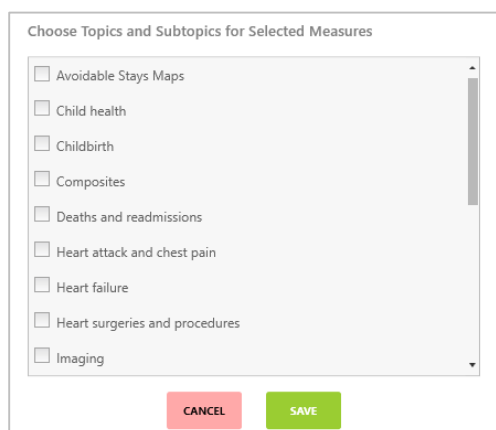 Choose Topics and Subtopics for Selected Measures
Avoidable Stays Maps
Child health
Childbirth
Composites
Deaths and readmissions
Heart attack and chest pain
Heart failure
Heart surgeries and procedures
Imaging
CANCEL SAVE